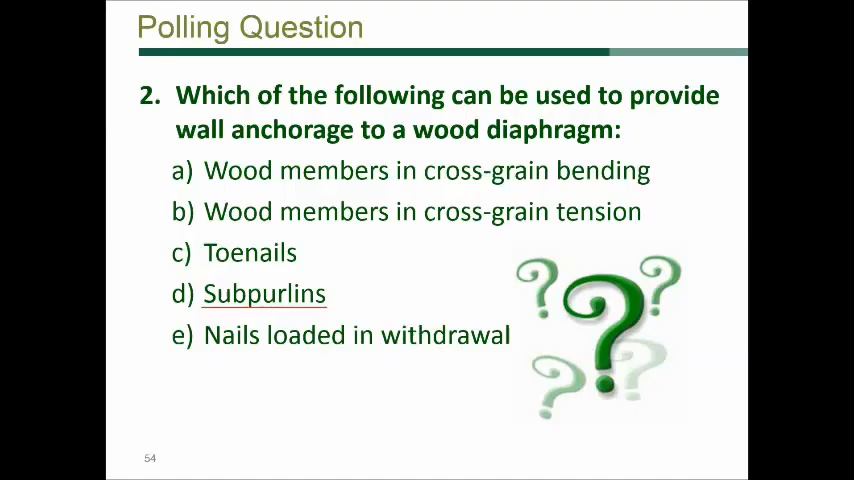 Polling Question
2. Which of the following can be used to provide
wall anchorage to a wood diaphragm:
a) Wood members in cross-grain bending
b) Wood members in cross-grain tension
c) Toenails
d) Subpurlins
e) Nails loaded in withdrawal
54